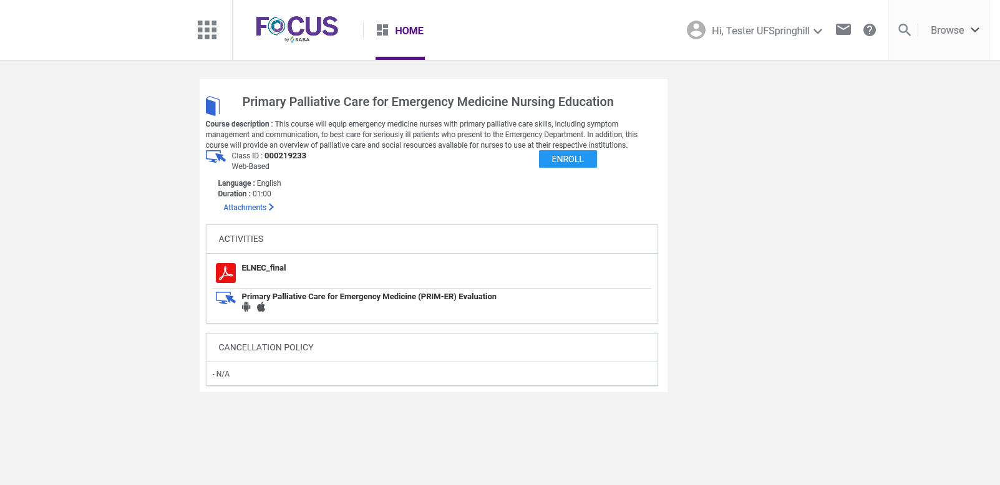 FOCUS
by SABA
HOME
Hi, Tester UFSpringhill
Browse
Primary Palliative Care for Emergency Medicine Nursing Education
Course description : This course will equip emergency medicine nurses with primary palliative care skills, including symptom
management and communication, to best care for seriously ill patients who present to the Emergency Department. In addition, this
course will provide an overview of palliative care and social resources available for nurses to use at their respective institutions.
Class ID : 000219233
ENROLL
Web-Based
Language : English
Duration : 01:00
Attachments
ACTIVITIES
ELNEC_final
Primary Palliative Care for Emergency Medicine (PRIM-ER) Evaluation
CANCELLATION POLICY
- N/A